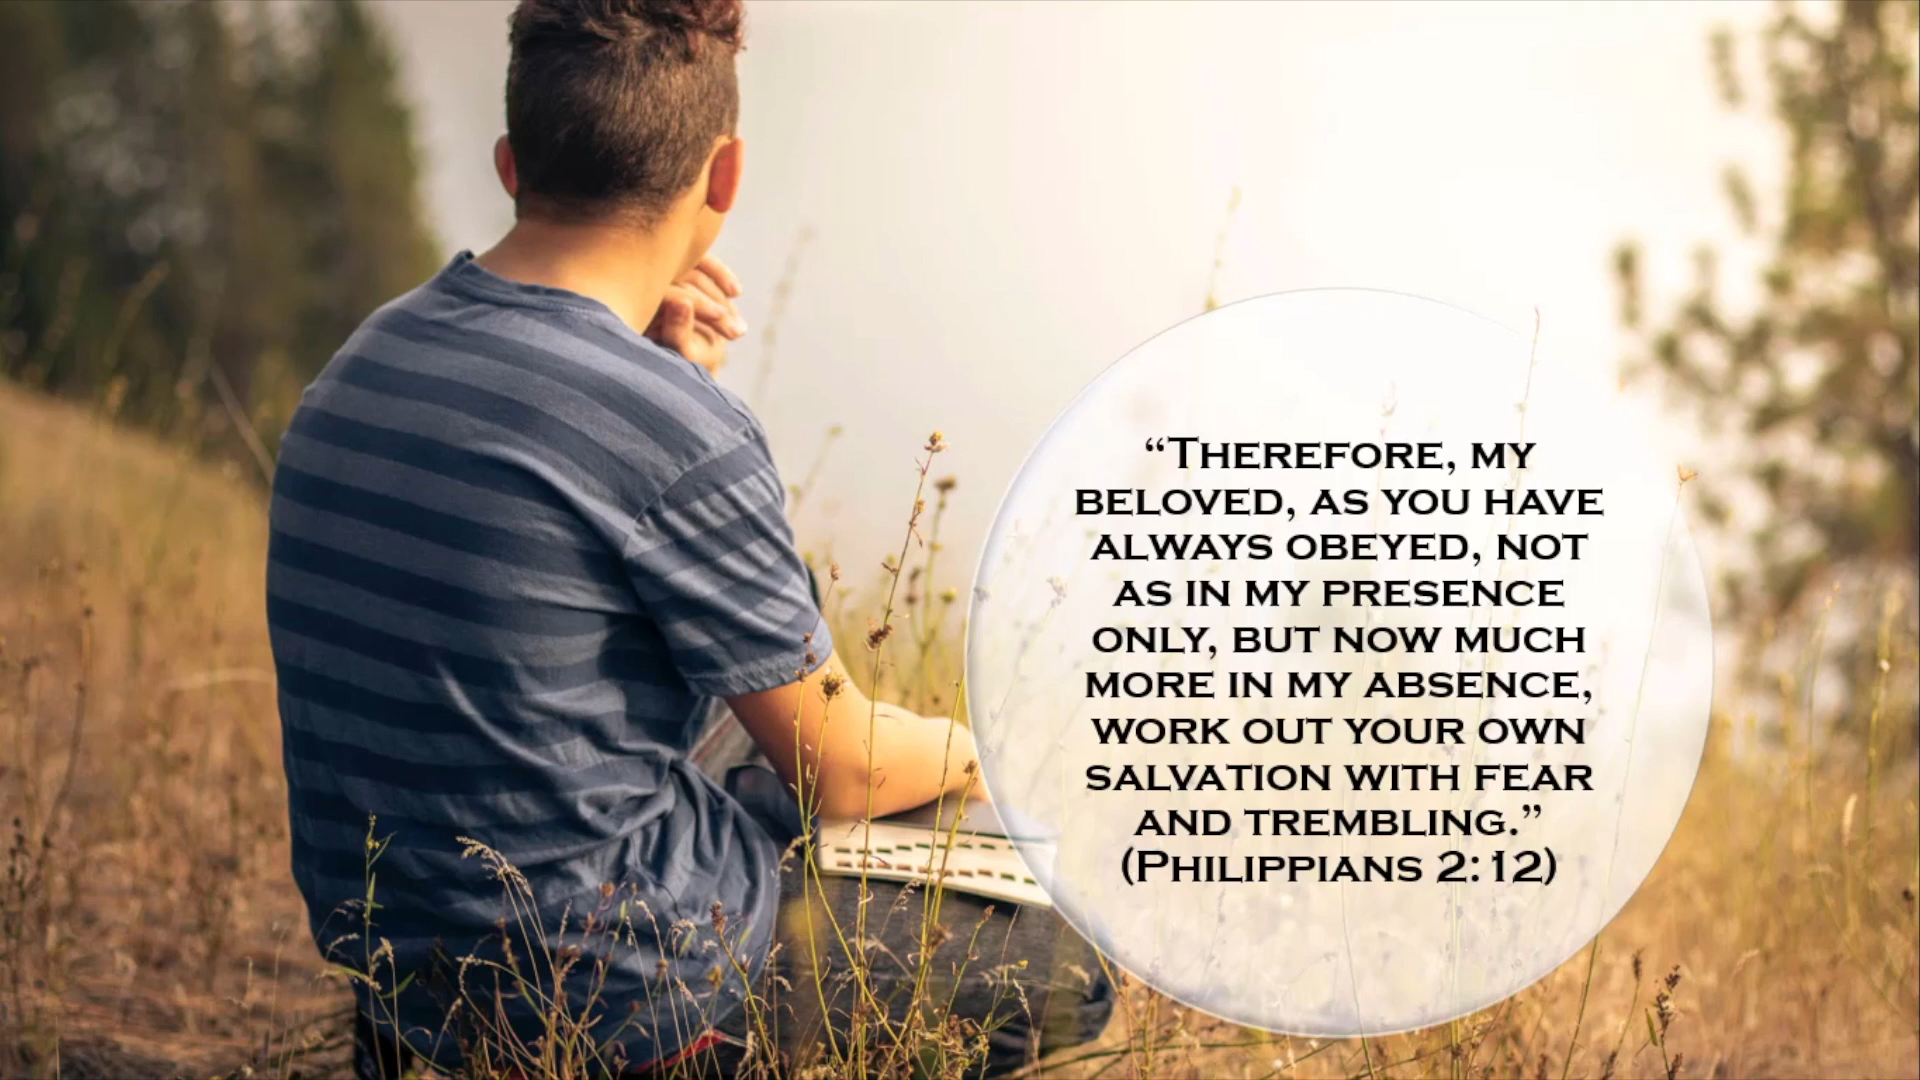 “Therefore, my
beloved, as you have
always obeyed, not
as in my presence
only, but now much
more in my absence,
work out your own
salvation with fear
and trembling.”
(Philippians 2:12)